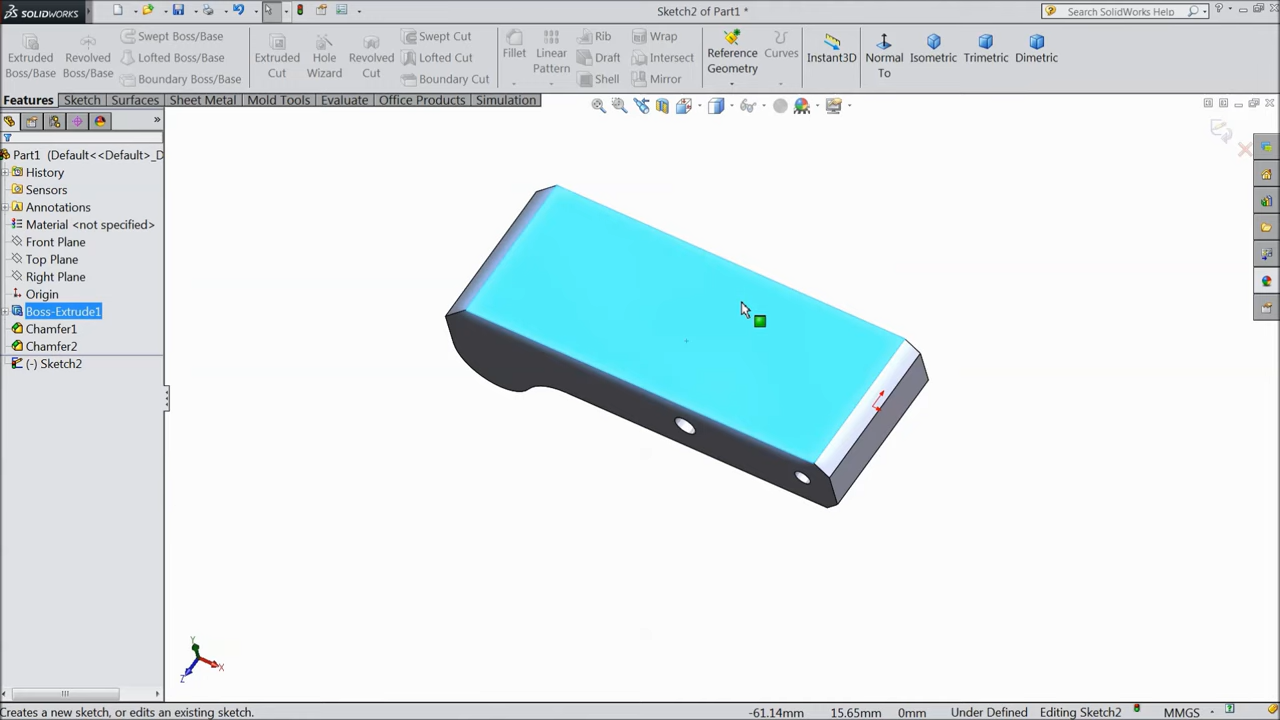 SOLIDWORKS
Sketch2 of Part1 *
Search SolidWorks Help
Extruded Boss/Base
Revolved Boss/Base
Swept Boss/Base
Lofted Boss/Base
Boundary Boss/Base
Extruded Cut
Hole Wizard
Revolved Cut
Swept Cut
Lofted Cut
Boundary Cut
Fillet
Linear Pattern
Rib
Draft
Shell
Wrap
Intersect
Mirror
Reference Geometry
Curves
Instant3D
Normal To
Isometric
Trimetric
Dimetric
Features Sketch Surfaces Sheet Metal Mold Tools Evaluate Office Products Simulation
Part1 (Default<<Default>_D
History
Sensors
Annotations
Material <not specified>
Front Plane
Top Plane
Right Plane
Origin
Boss-Extrude1
Chamfer1
Chamfer2
(-) Sketch2
Y
X
Z
Creates a new sketch, or edits an existing sketch. -61.14mm 15.65mm 0mm Under Defined Editing Sketch2 MMGS